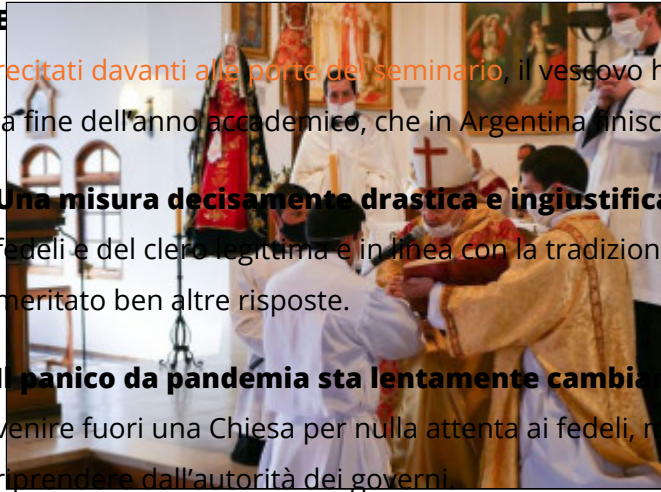 recitati davanti alle porte del seminario, il vescovo h
a fine dell'anno accademico, che in Argentina finisc
Una misura decisamente drastica e ingiustifica
fedeli e del clero legittima e in linea con la tradizion
meritato ben altre risposte.
Il panico da pandemia sta lentamente cambia
venire fuori una Chiesa per nulla attenta ai fedeli,
riprendere dall'autorità dei governi.